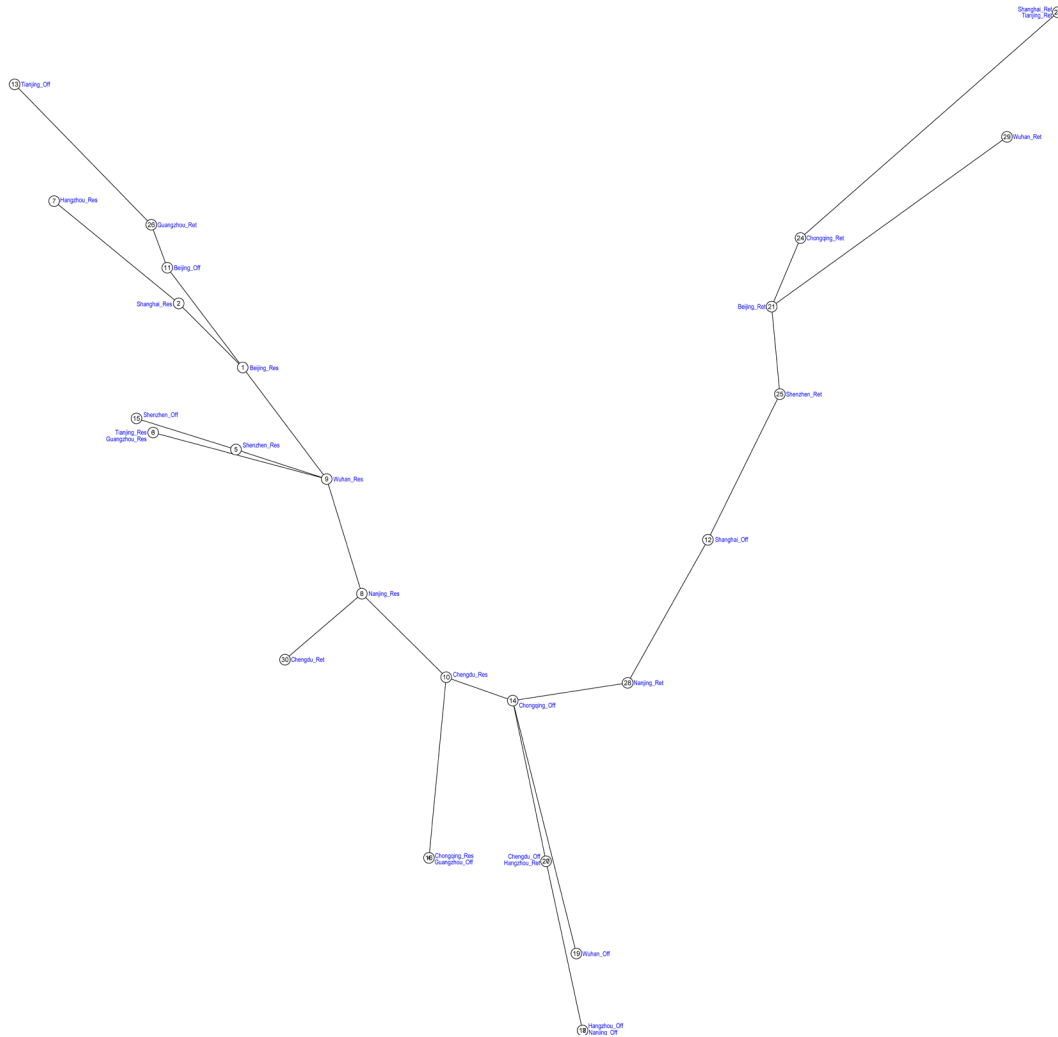 Shanghai_Ret
Tianjing_Ret
13 Tianjing_Off
29 Wuhan_Ret
7 Hangzhou_Res
26 Guangzhou_Ret
24 Chongqing_Ret
11 Beijing_Off
Shanghai_Res 2
Beijing_Ret 21
1 Beijing_Res
25 Shenzhen_Ret
15 Shenzhen_Off
Tianjing_Res 6
Guangzhou_Res
5 Shenzhen_Res
9 Wuhan_Res
12 Shanghai_Off
8 Nanjing_Res
30 Chengdu_Ret
10 Chengdu_Res
28 Nanjing_Ret
14 Chongqing_Off
Chongqing_Res
Guangzhou_Off
Chengdu_Off
Hangzhou_Ret
19 Wuhan_Off
Hangzhou_Off
Nanjing_Off